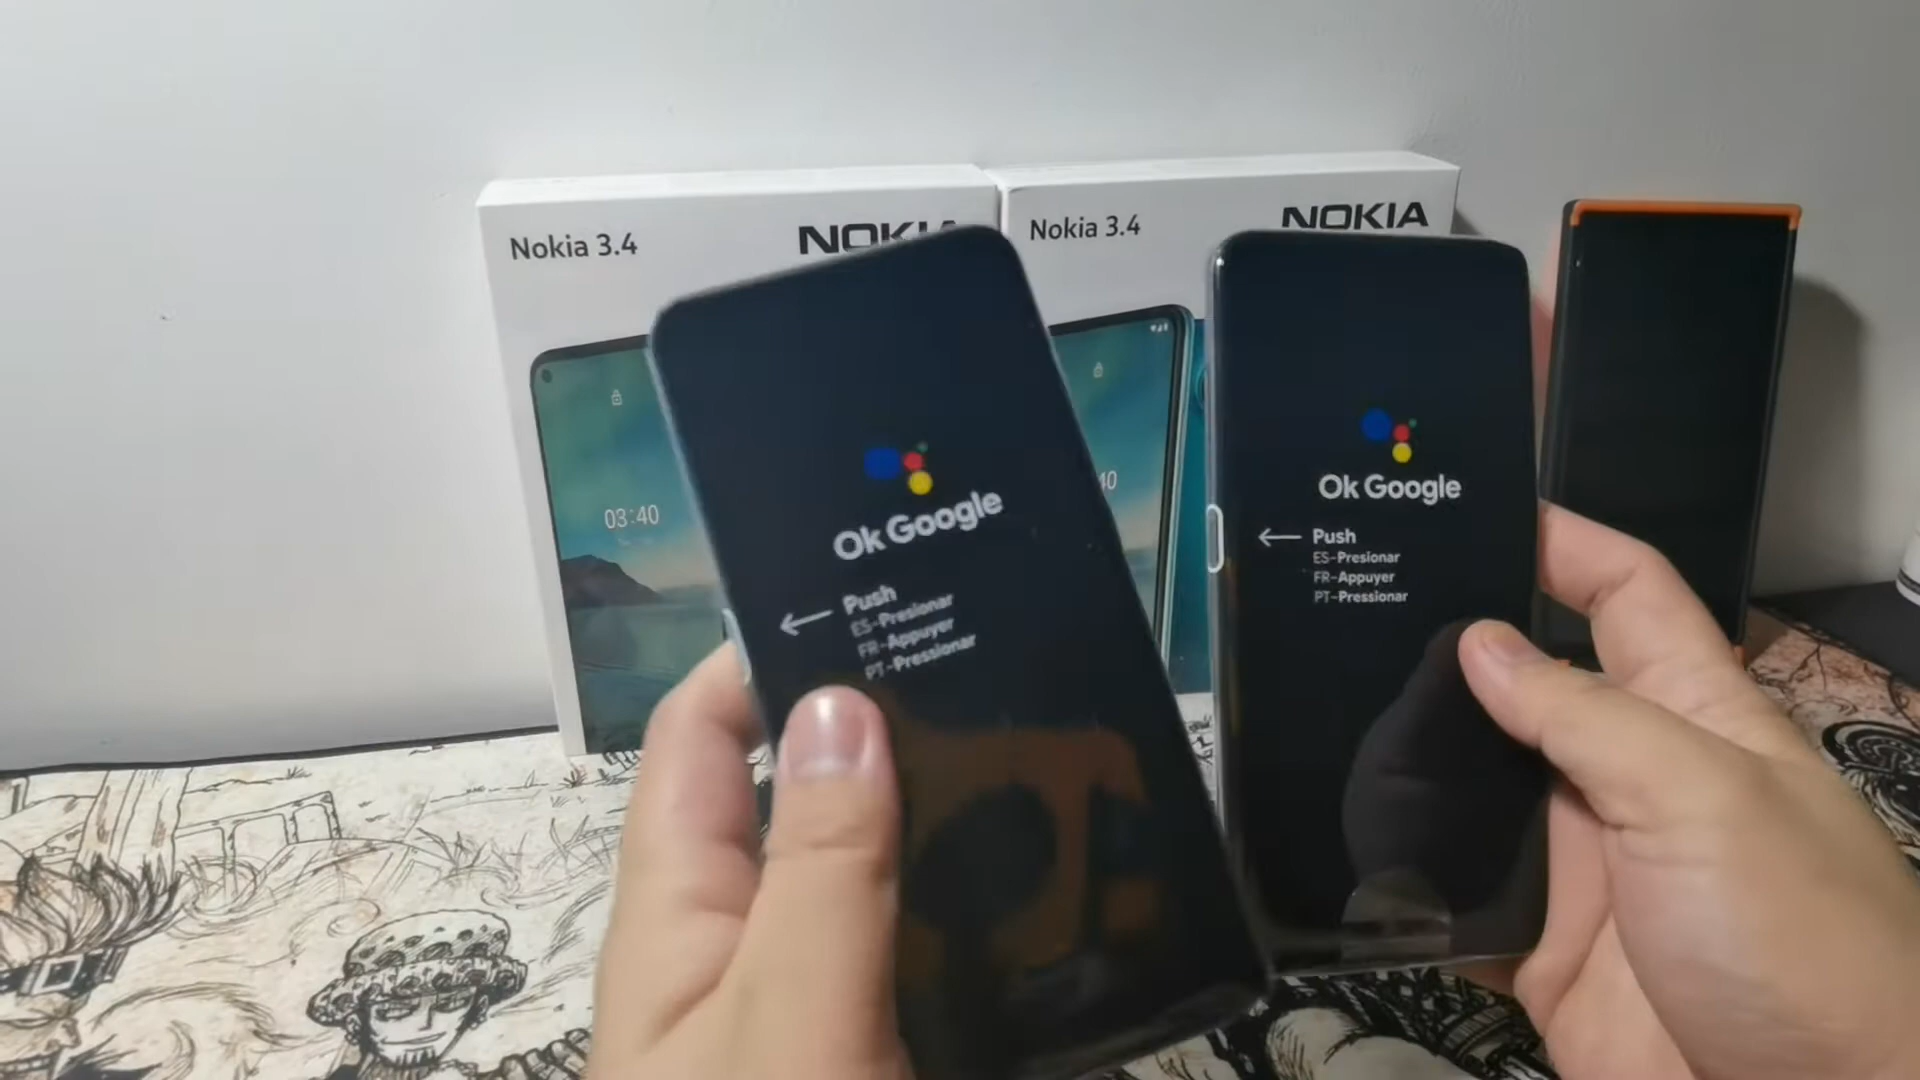 Nokia 3.4
NOKIA
03:40
Nokia 3.4
NOKIA
40
Ok Google
Push
ES-Presionar
FR-Appuyer
PT-Pressionar
Ok Google
Push
ES-Presionar
FR-Appuyer
PT-Pressionar